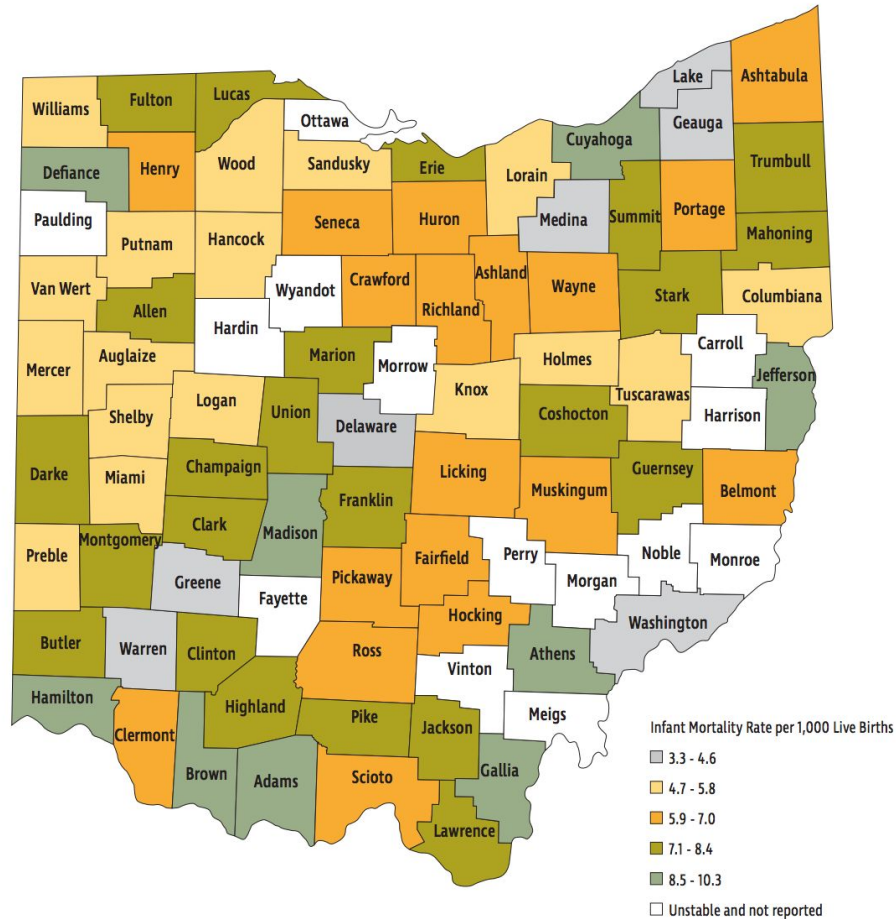 Lake
Ashtabula
Williams
Fulton
Lucas
Ottawa
Geauga
Cuyahoga
Henry
Wood
Sandusky
Erie
Lorain
Trumbull
Defiance
Paulding
Seneca
Huron
Medina
Summit
Portage
Putnam
Hancock
Mahoning
Van Wert
Allen
Wyandot
Crawford
Richland
Ashland
Wayne
Stark
Columbiana
Hardin
Mercer
Auglaize
Marion
Morrow
Holmes
Carroll
Jefferson
Knox
Tuscarawas
Logan
Shelby
Union
Delaware
Coshocton
Harrison
Darke
Miami
Champaign
Licking
Muskingum
Guernsey
Belmont
Franklin
Clark
Madison
Preble
Montgomery
Greene
Fairfield
Perry
Noble
Monroe
Morgan
Pickaway
Fayette
Hocking
Washington
Butler
Warren
Clinton
Ross
Athens
Vinton
Hamilton
Highland
Pike
Jackson
Meigs
Clermont
Brown
Adams
Scioto
Gallia
Lawrence
Infant Mortality Rate per 1,000 Live Births
3.3 - 4.6
4.7 - 5.8
5.9 - 7.0
7.1 - 8.4
8.5 - 10.3
Unstable and not reported